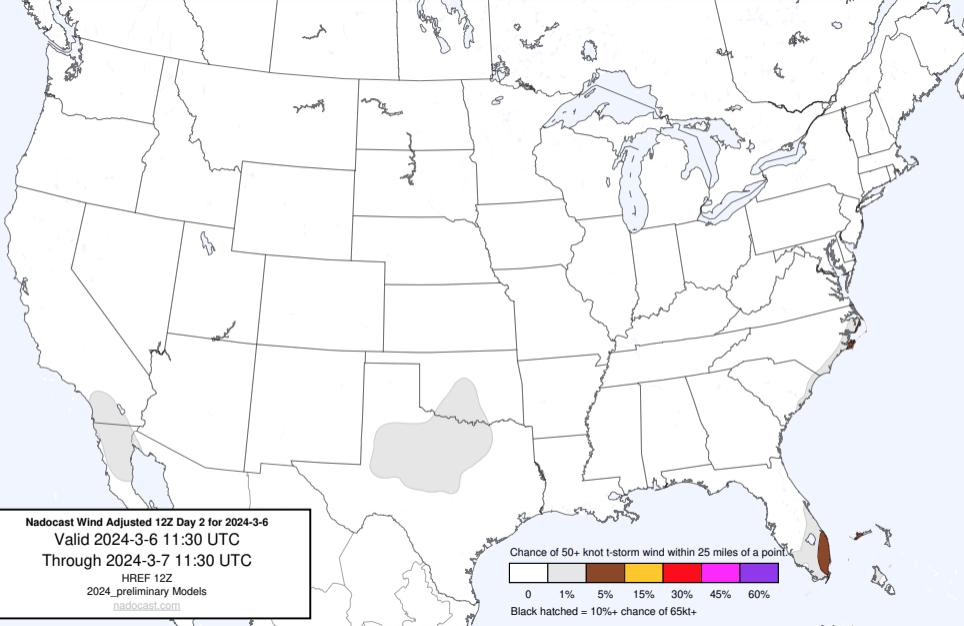 Nadocast Wind Adjusted 12Z Day 2 for 2024-3-6
Valid 2024-3-6 11:30 UTC
Through 2024-3-7 11:30 UTC
HREF 12Z
2024_preliminary Models
nadocast.com
Chance of 50+ knot t-storm wind within 25 miles of a point.
0 1% 5% 15% 30% 45% 60%
Black hatched = 10%+ chance of 65kt+